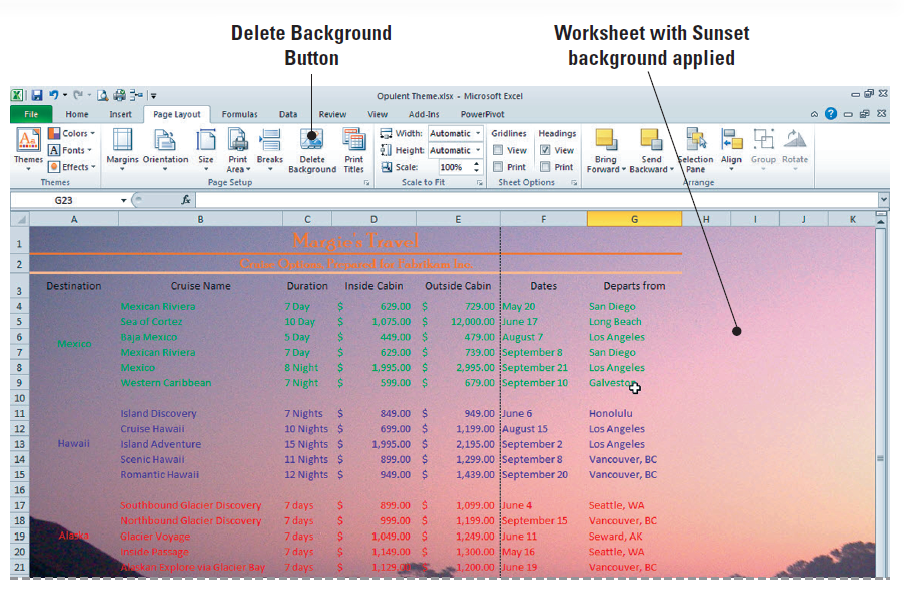 Delete Background Button
Worksheet with Sunset background applied
Opulent Theme.xlsx - Microsoft Excel
File Home Insert Page Layout Formulas Data Review View Add-Ins PowerPivot
Colors Width: Automatic Gridlines Headings
Aa A Fonts Height: Automatic View View
Themes Effects Margins Orientation Size Print Area Breaks Delete Background Print Titles Scale: 100% Print Print Bring Forward Send Backward Selection Pane Align Group Rotate
Themes Page Setup Scale to Fit Sheet Options Arrange
G23 fx
A B C D E F G H I J K
1 Margie's Travel
2 Cruise Options, Prepared for Fabrikam Inc.
3 Destination Cruise Name Duration Inside Cabin Outside Cabin Dates Departs from
4 Mexican Riviera 7 Day $ 629.00 $ 729.00 May 20 San Diego
5 Sea of Cortez 10 Day $ 1,075.00 $ 12,000.00 June 17 Long Beach
6 Baja Mexico 5 Day $ 449.00 $ 479.00 August 7 Los Angeles
Mexico
7 Mexican Riviera 7 Day $ 629.00 $ 739.00 September 8 San Diego
8 Mexico 8 Night $ 1,995.00 $ 2,995.00 September 21 Los Angeles
9 Western Caribbean 7 Night $ 599.00 $ 679.00 September 10 Galveston
10
11 Island Discovery 7 Nights $ 849.00 $ 949.00 June 6 Honolulu
12 Cruise Hawaii 10 Nights $ 699.00 $ 1,199.00 August 15 Los Angeles
13 Hawaii Island Adventure 15 Nights $ 1,995.00 $ 2,195.00 September 2 Los Angeles
14 Scenic Hawaii 11 Nights $ 899.00 $ 1,299.00 September 8 Vancouver, BC
15 Romantic Hawaii 12 Nights $ 949.00 $ 1,439.00 September 20 Vancouver, BC
16
17 Southbound Glacier Discovery 7 days $ 899.00 $ 1,099.00 June 4 Seattle, WA
18 Northbound Glacier Discovery 7 days $ 999.00 $ 1,199.00 September 15 Vancouver, BC
19 Alaska Glacier Voyage 7 days $ 1,049.00 $ 1,249.00 June 11 Seward, AK
20 Inside Passage 7 days $ 1,149.00 $ 1,300.00 May 16 Seattle, WA
21 Alaskan Explore via Glacier Bay 7 days $ $ 1,200.00 June 19 Vancouver, BC